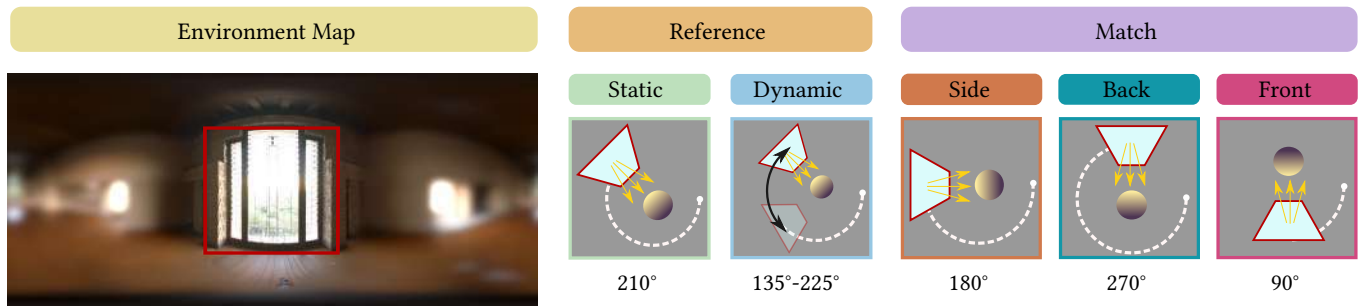 Environment Map
Reference
Match
Static
Dynamic
Side
Back
Front
210°
135°-225°
180°
270°
90°